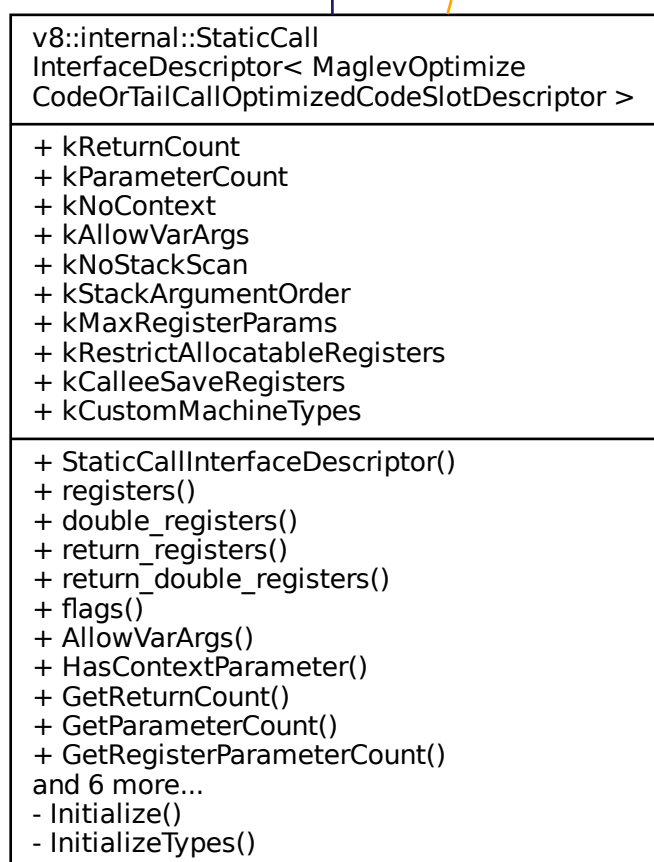 v8::internal::StaticCall
InterfaceDescriptor< MaglevOptimize
CodeOrTailCallOptimizedCodeSlotDescriptor >
+ kReturnCount
+ kParameterCount
+ kNoContext
+ kAllowVarArgs
+ kNoStackScan
+ kStackArgumentOrder
+ kMaxRegisterParams
+ kRestrictAllocatableRegisters
+ kCalleeSaveRegisters
+ kCustomMachineTypes
+ StaticCallInterfaceDescriptor()
+ registers()
+ double_registers()
+ return_registers()
+ return_double_registers()
+ flags()
+ AllowVarArgs()
+ HasContextParameter()
+ GetReturnCount()
+ GetParameterCount()
+ GetRegisterParameterCount()
and 6 more...
- Initialize()
- InitializeTypes()